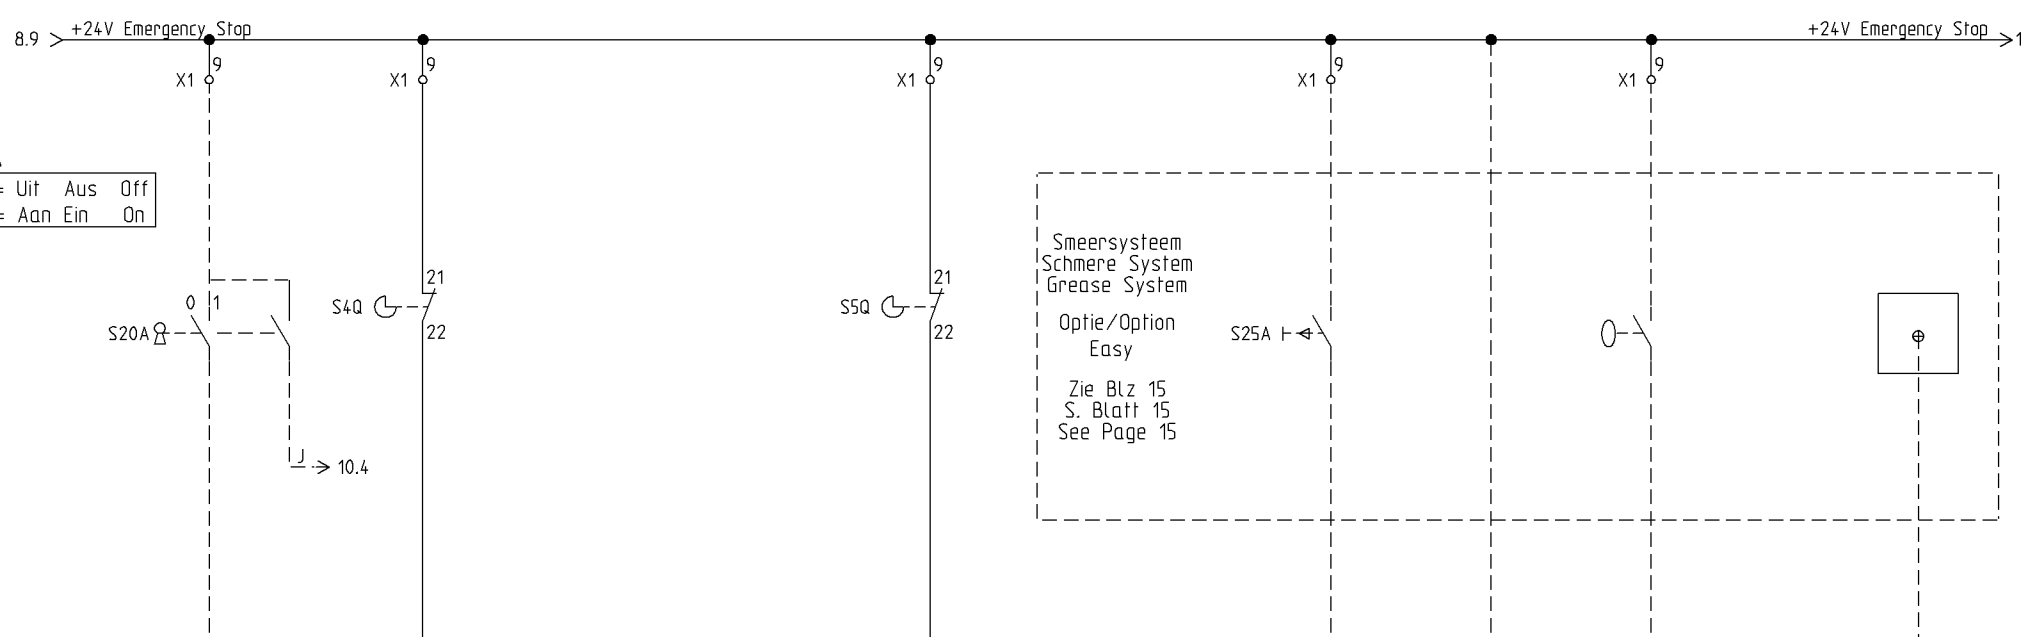 8.9 +24V Emergency Stop
+24V Emergency Stop 1
9
X1
9
X1
9
X1
9
X1
9
X1
= Uit Aus Off
= Aan Ein On
0 1
S20A
J
10.4
21
S4Q
22
21
S5Q
22
Smeersysteem
Schmere System
Grease System
Optie/Option
Easy
Zie Blz 15
S. Blatt 15
See Page 15
S25A